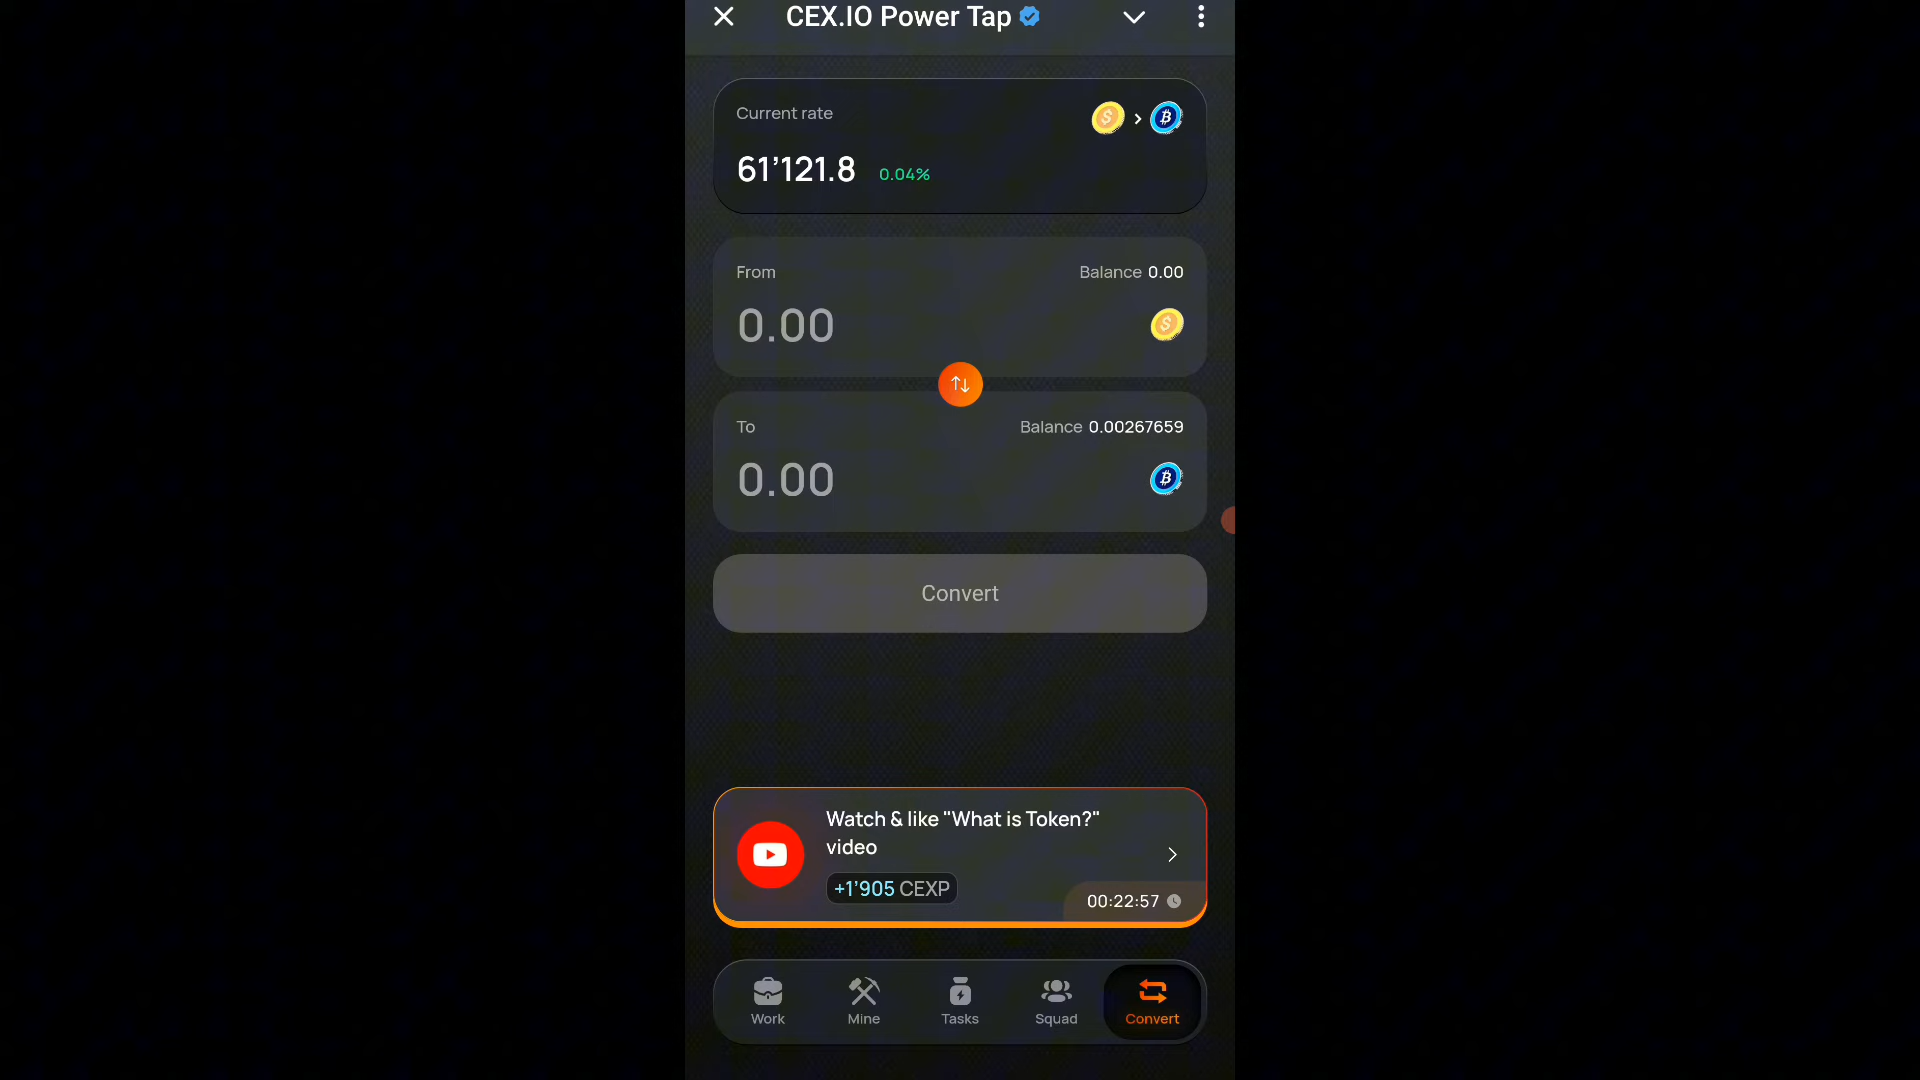 CEX.IO Power Tap
Current rate
61’121.8 0.04%
From Balance 0.00
0.00
To Balance 0.00267659
0.00
Convert
Watch & like "What is Token?"
video
+1’905 CEXP
00:22:57
Work Mine Tasks Squad Convert